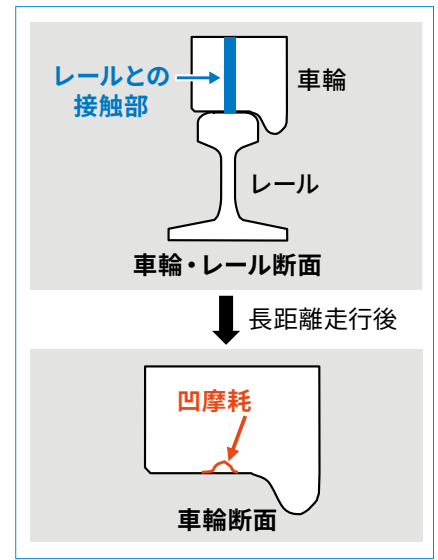 レールとの
接触部
車輪
レール
車輪・レール断面
長距離走行後
凹摩耗
車輪断面